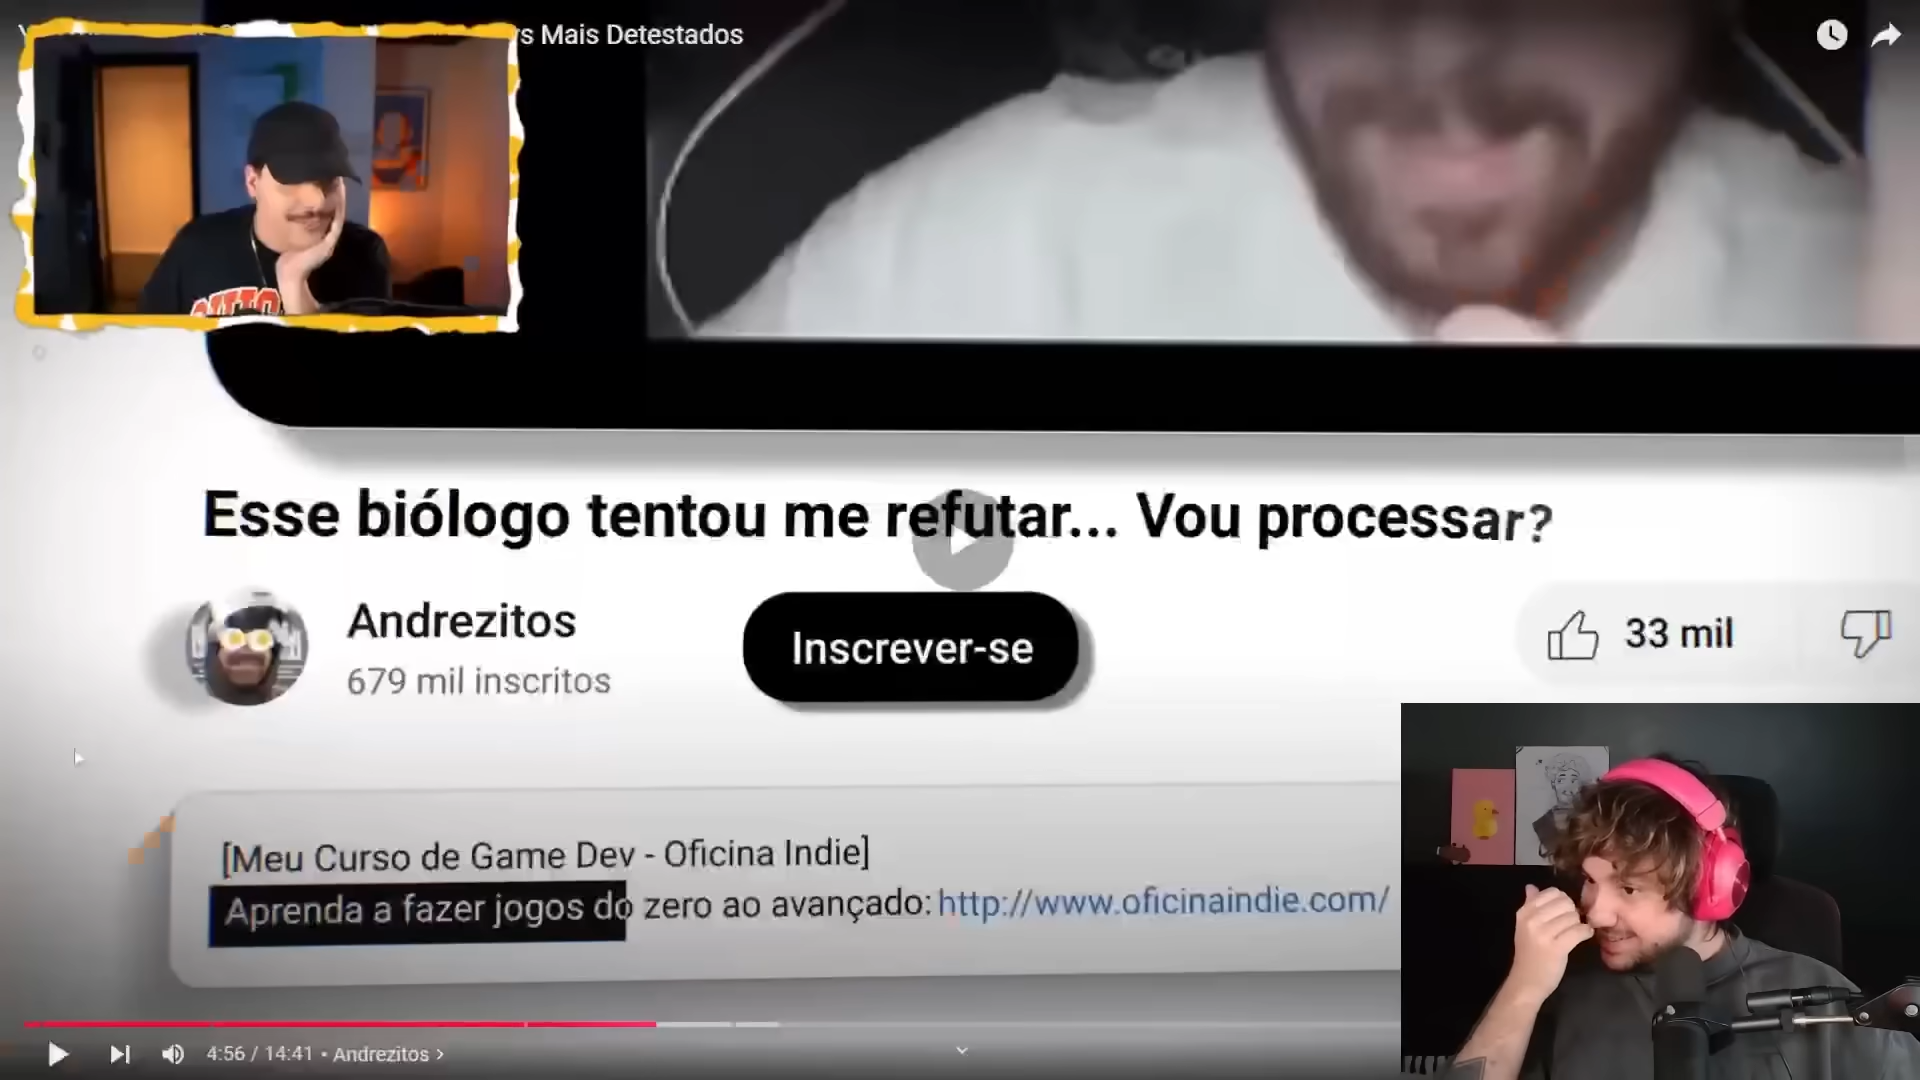 rs Mais Detestados
Esse biólogo tentou me refutar... Vou processar?
Andrezitos
679 mil inscritos
Inscrever-se
33 mil
[Meu Curso de Game Dev - Oficina Indie]
Aprenda a fazer jogos do zero ao avançado: http://www.oficinaindie.com/
4:56 / 14:41 • Andrezitos ›